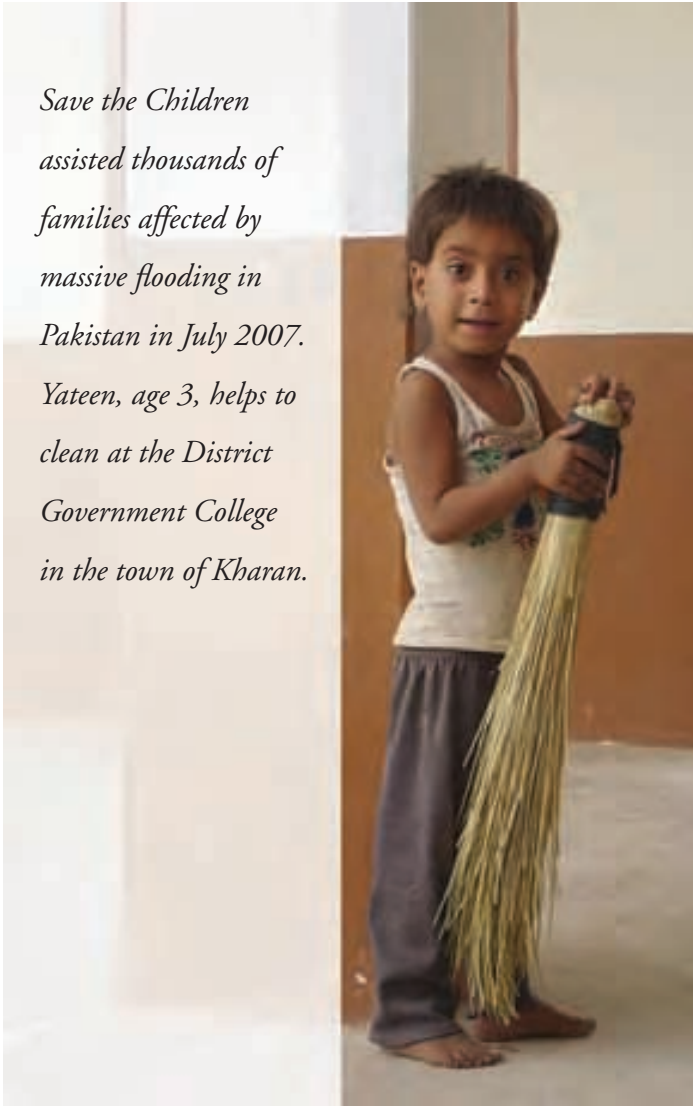 Save the Children
assisted thousands of
families affected by
massive flooding in
Pakistan in July 2007.
Yateen, age 3, helps to
clean at the District
Government College
in the town of Kharan.